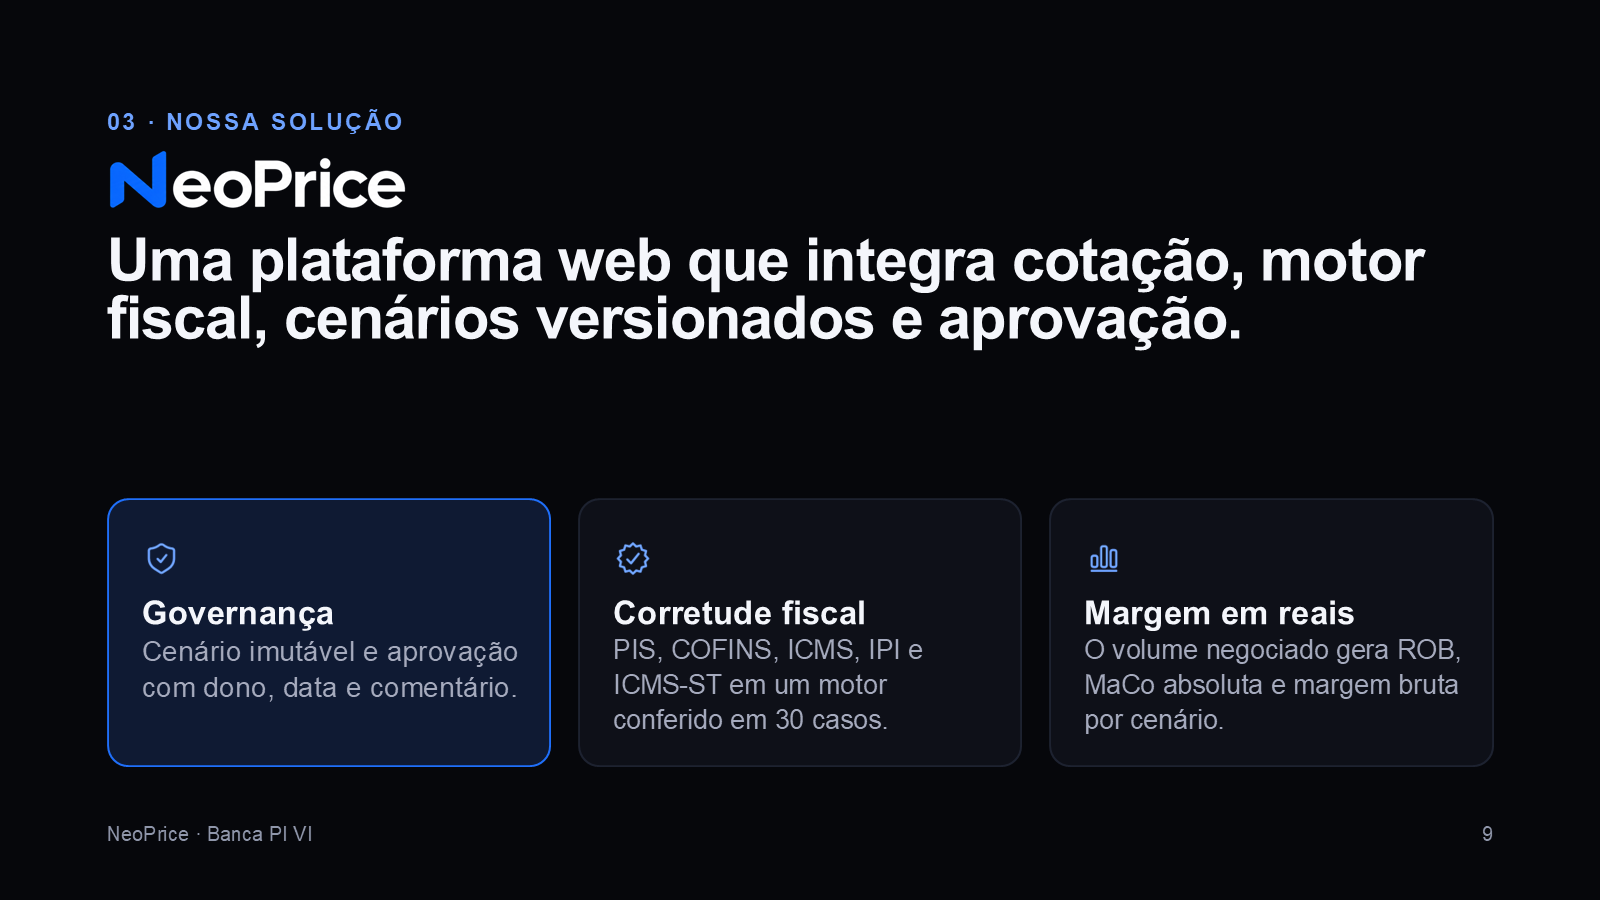 03 · NOSSA SOLUÇÃO
NeoPrice
Uma plataforma web que integra cotação, motor
fiscal, cenários versionados e aprovação.
Governança
Cenário imutável e aprovação
com dono, data e comentário.
Corretude fiscal
PIS, COFINS, ICMS, IPI e
ICMS-ST em um motor
conferido em 30 casos.
Margem em reais
O volume negociado gera ROB,
MaCo absoluta e margem bruta
por cenário.
NeoPrice · Banca PI VI
9